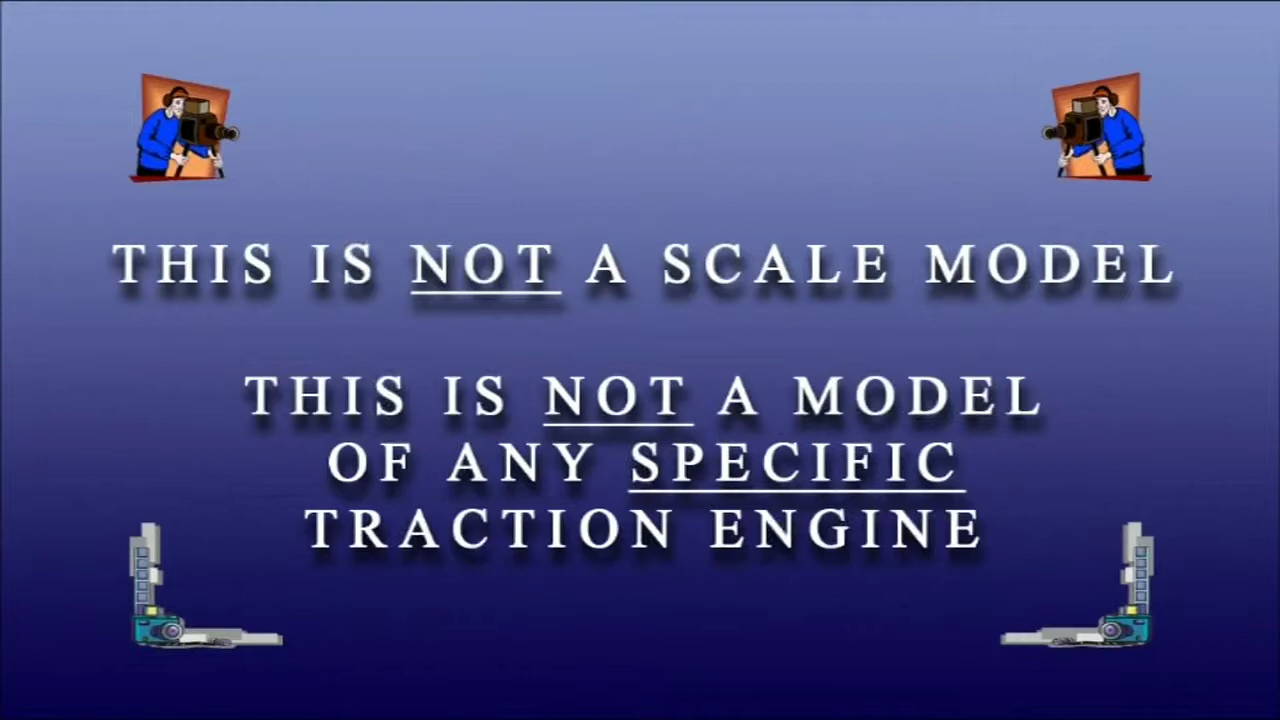 THIS IS NOT A SCALE MODEL
THIS IS NOT A MODEL
OF ANY SPECIFIC
TRACTION ENGINE